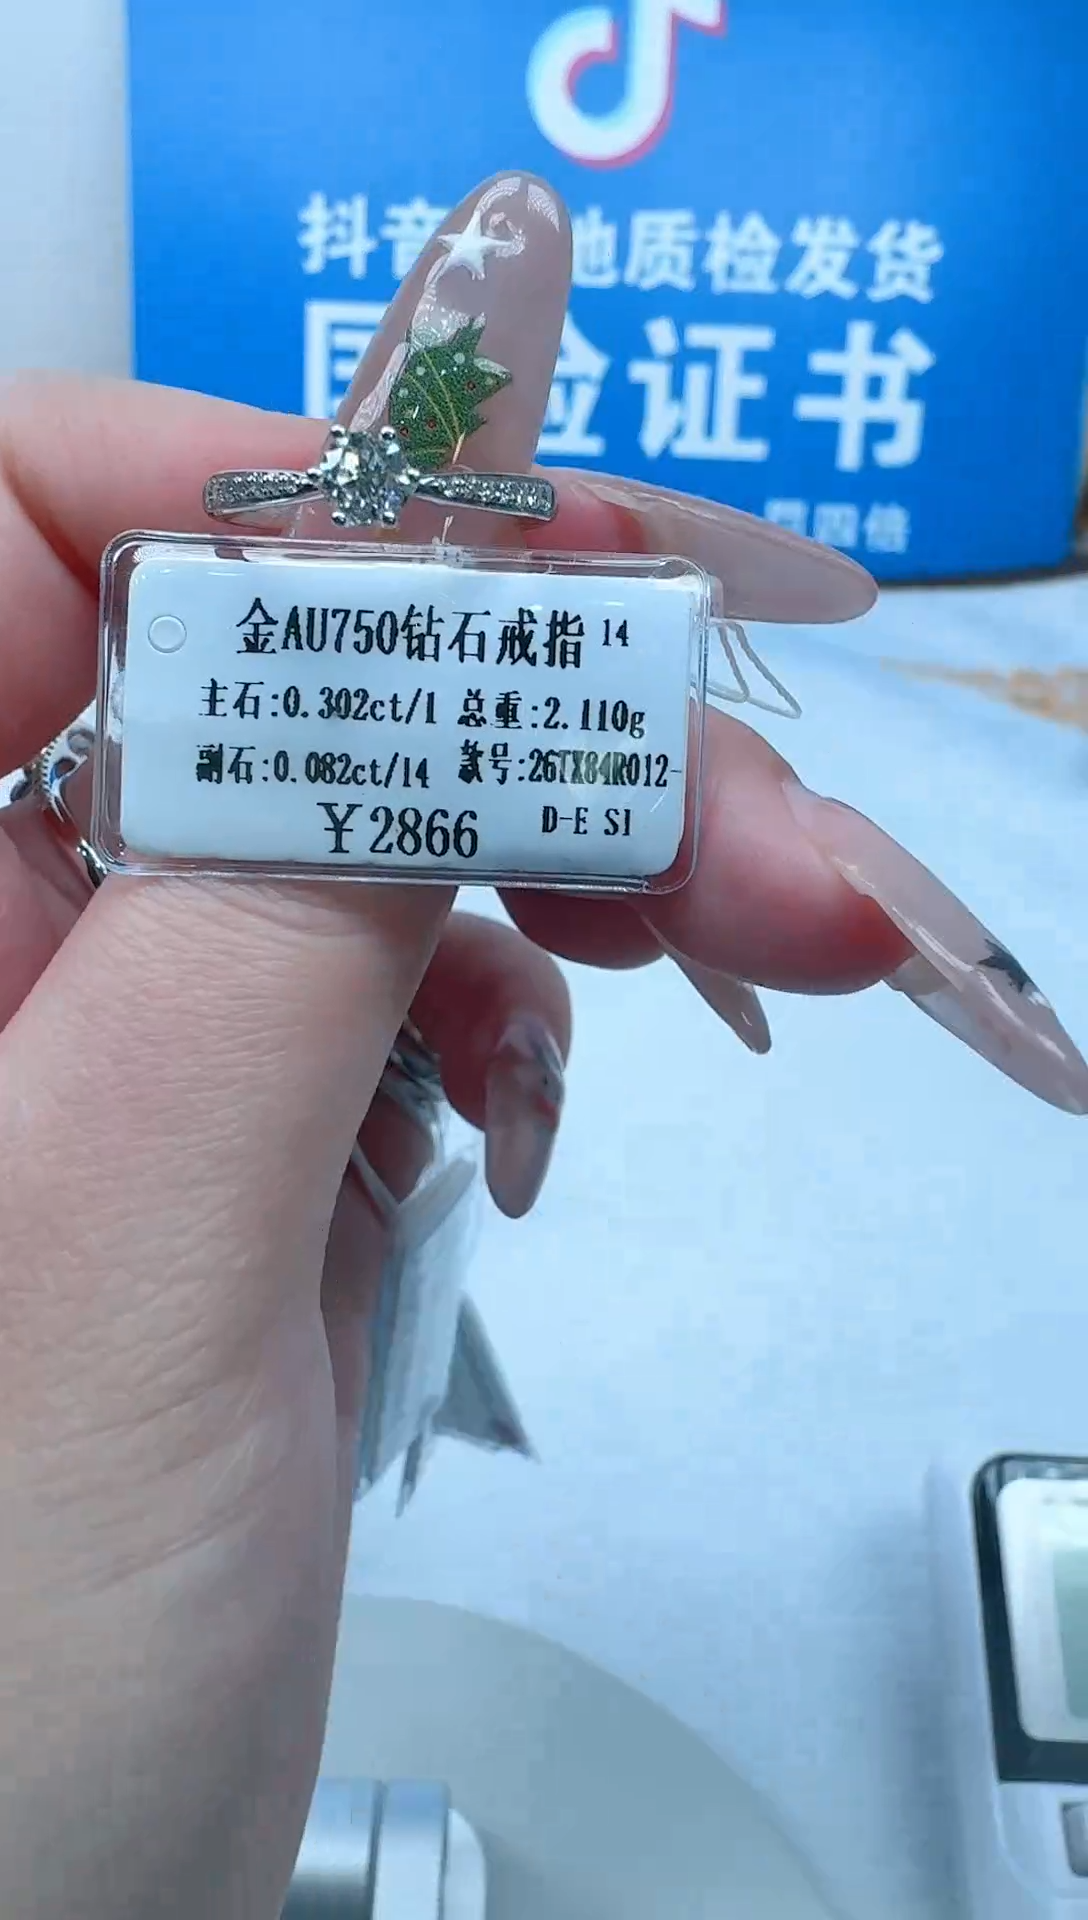 抖音 地质检发货
验证书
金AU750钻石戒指 14
主石:0.302ct/1 总重:2.110g
副石:0.082ct/14 款号:26TX84R012-
￥2866 D-E SI